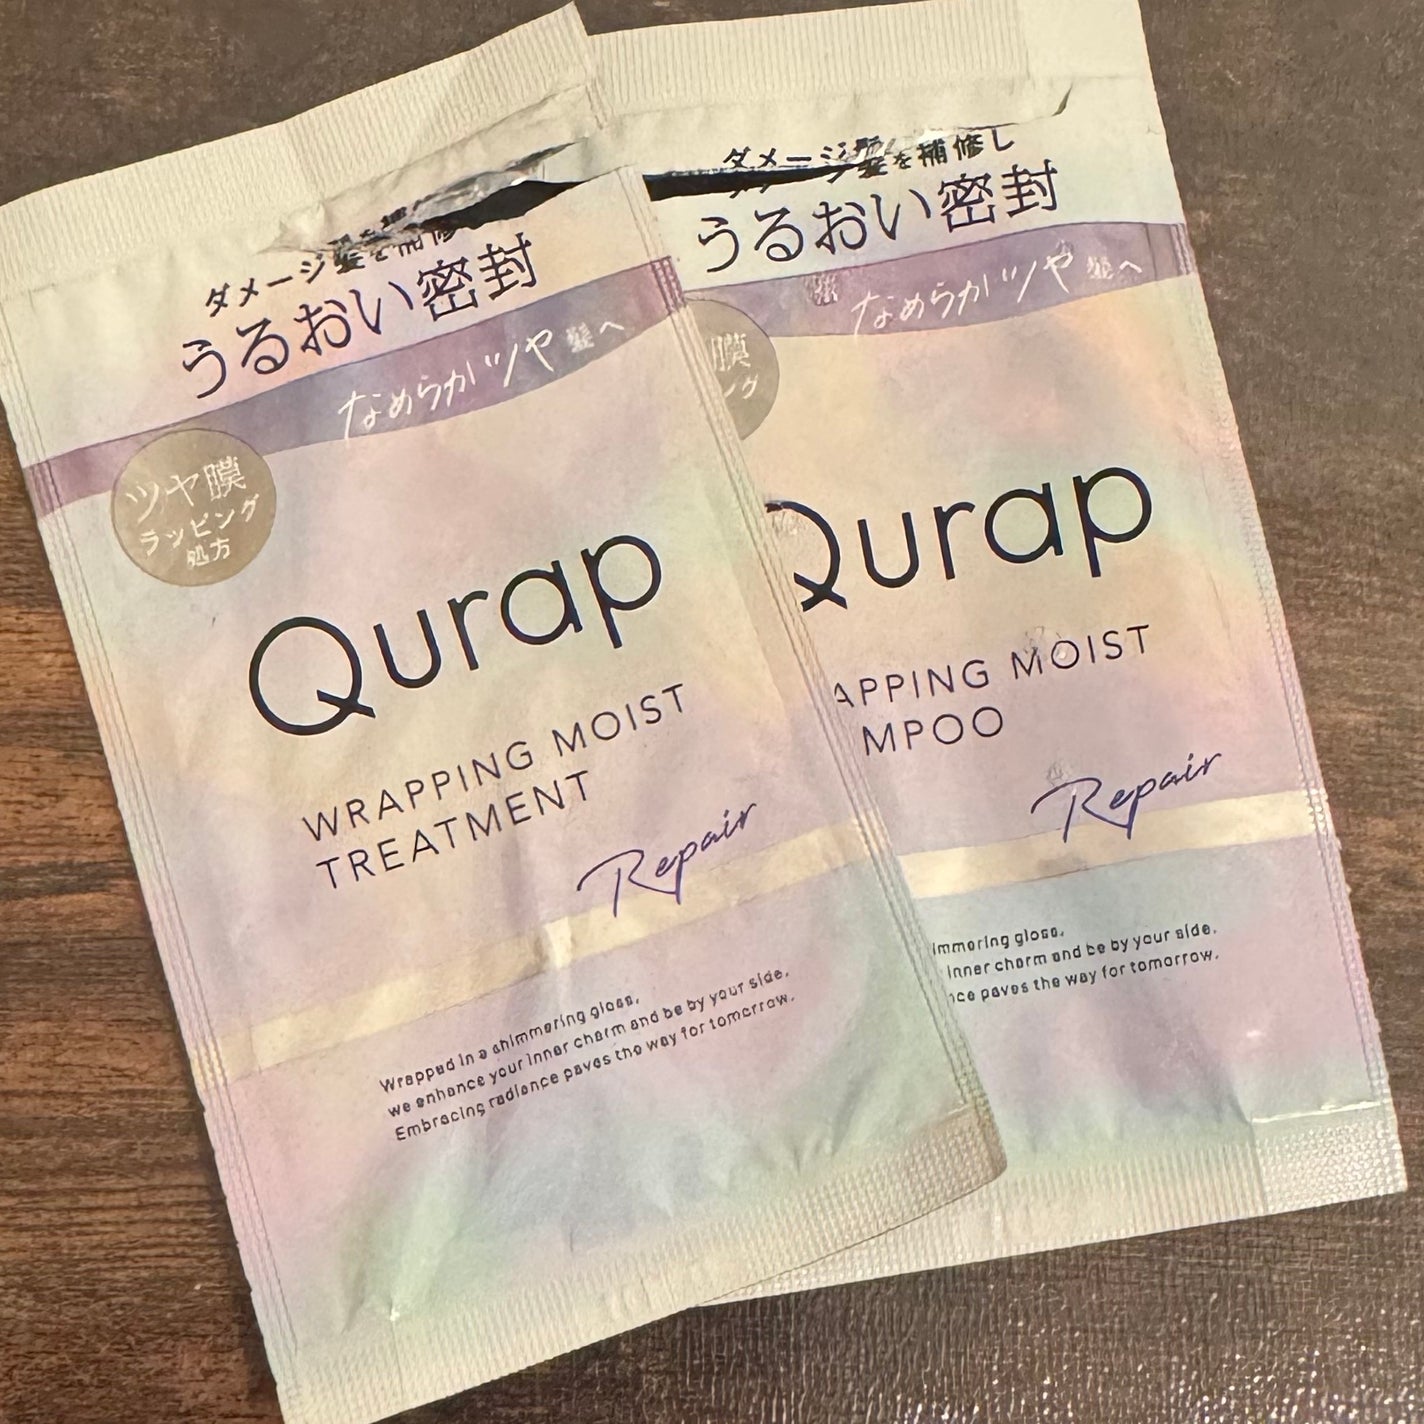 ダメージ髪を補修
うるおい密封
なめらかツヤ髪へ
ツヤ膜
ラッピング
処方
Qurap
WRAPPING MOIST
TREATMENT
Repair
Wrapped in a shimmering gloss,
we enhance your inner charm and be by your side.
Embracing radiance paves the way for tomorrow.
ダメージ髪を補修し
うるおい密封
なめらかツヤ髪へ
膜
ング
Qurap
APPING MOIST
MPOO
Repair
immering gloss,
inner charm and be by your side.
nce paves the way for tomorrow.